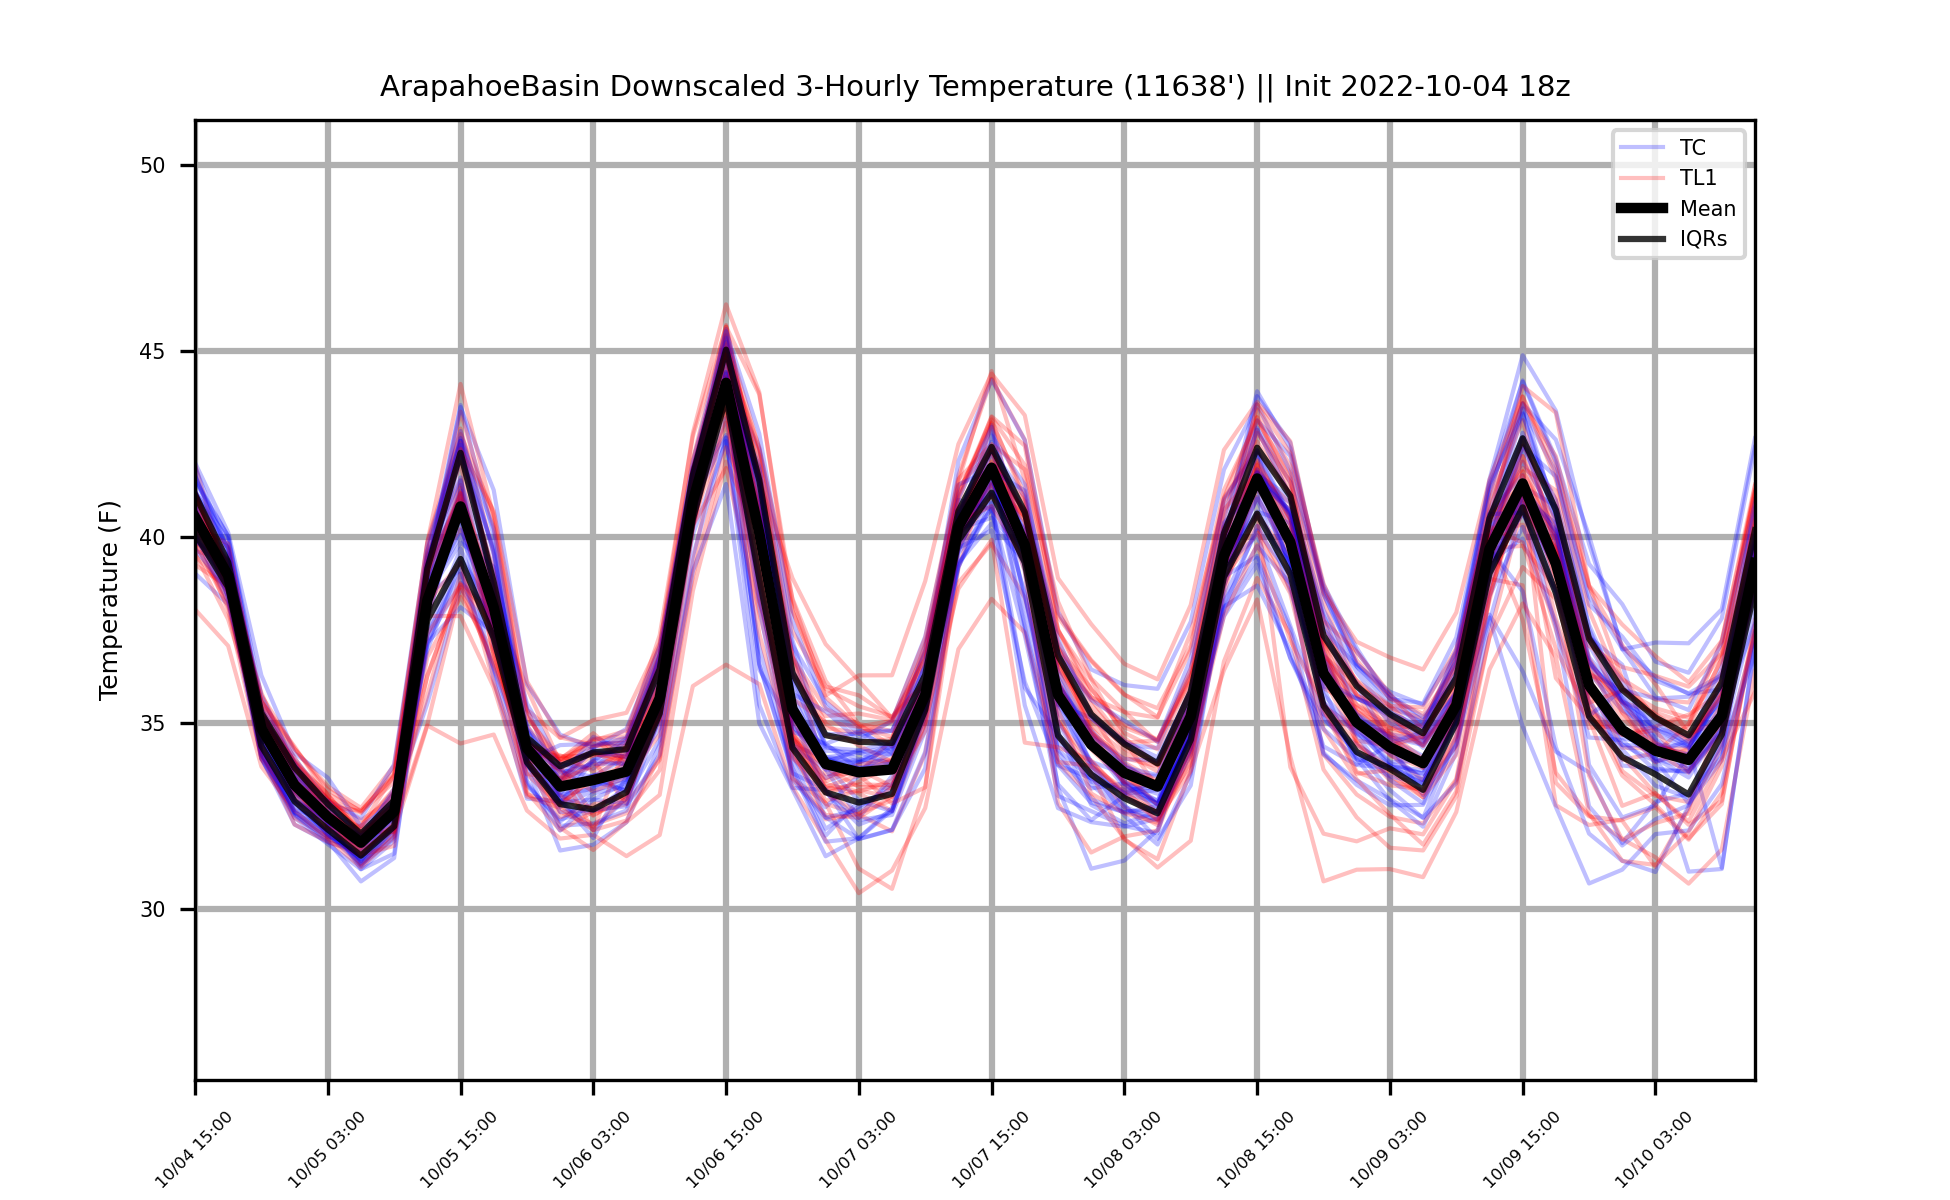 ArapahoeBasin Downscaled 3-Hourly Temperature (11638') || Init 2022-10-04 18z
TC
TL1
Mean
IQRs
Temperature (F)
50
45
40
35
30
10/04 15:00
10/05 03:00
10/05 15:00
10/06 03:00
10/06 15:00
10/07 03:00
10/07 15:00
10/08 03:00
10/08 15:00
10/09 03:00
10/09 15:00
10/10 03:00